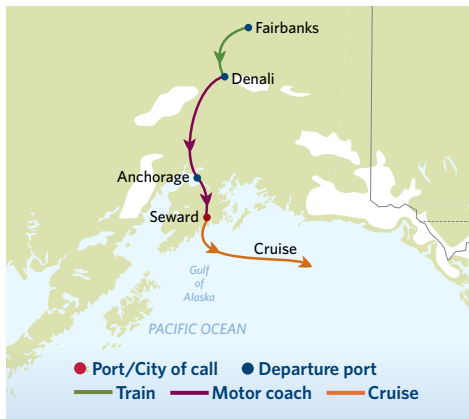 Fairbanks
Denali
Anchorage
Seward
Cruise
Gulf
of
Alaska
PACIFIC OCEAN
Port/City of call
Departure port
Train
Motor coach
Cruise